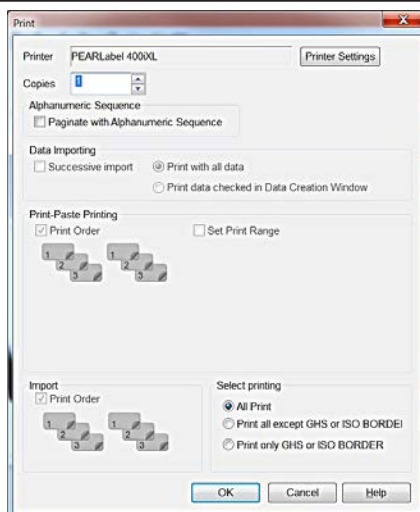 Print
Printer PEARLabel 400iXL Printer Settings
Copies 1
Alphanumeric Sequence
Paginate with Alphanumeric Sequence
Data Importing
Successive import Print with all data
Print data checked in Data Creation Window
Print-Paste Printing
Print Order Set Print Range
1 1
2 2
3 3
Import Select printing
Print Order All Print
1 1 Print all except GHS or ISO BORDEI
2 2 Print only GHS or ISO BORDER
3 3
OK Cancel Help